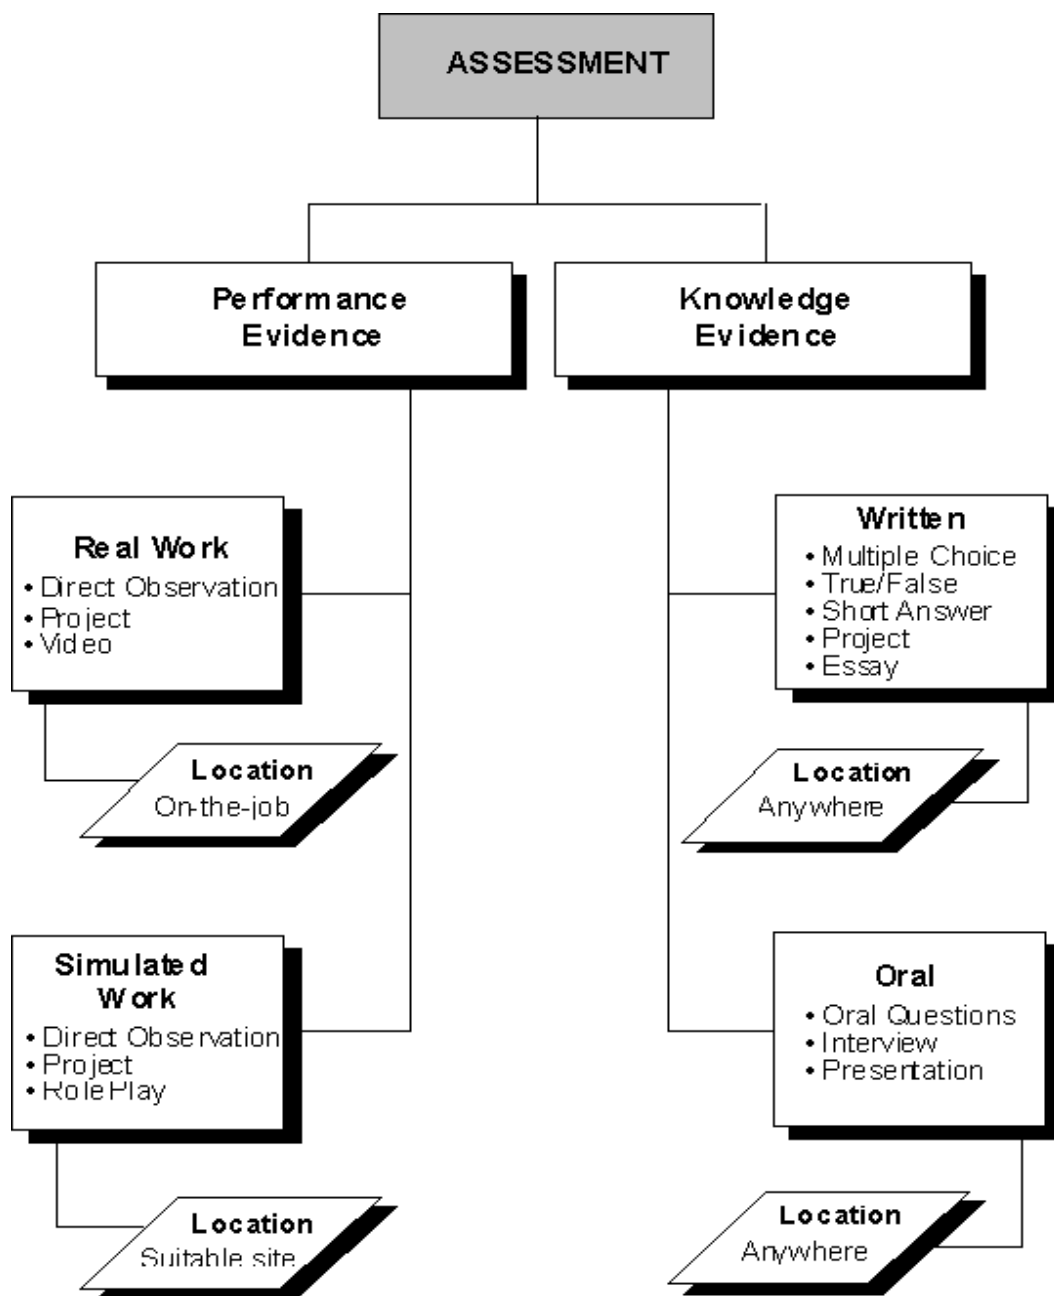 ASSESSMENT
Performance
Evidence
Knowledge
Evidence
Real Work
• Direct Observation
• Project
• Video
Location
On-the-job
Simulated
Work
• Direct Observation
• Project
• Role Play
Location
Suitable site
Written
• Multiple Choice
• True/False
• Short Answer
• Project
• Essay
Location
Anywhere
Oral
• Oral Questions
• Interview
• Presentation
Location
Anywhere